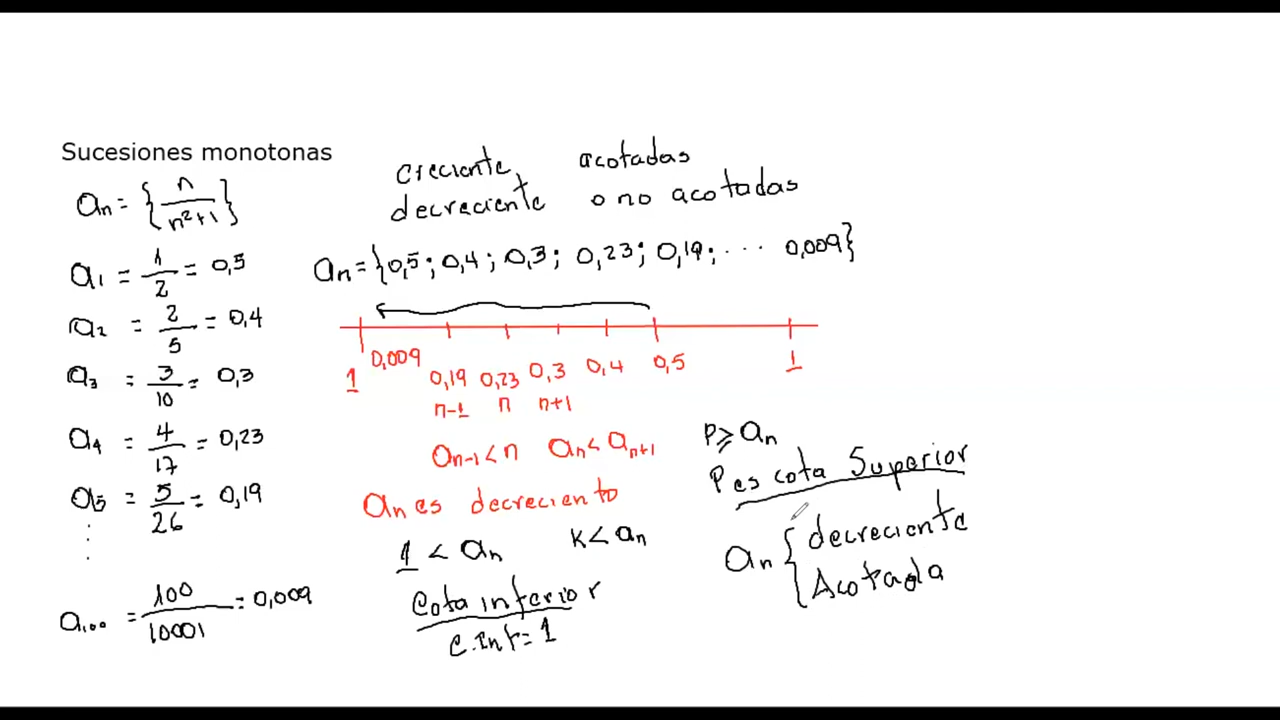 Sucesiones monotonas
an = { n / n²+1 }
a1 = 1/2 = 0,5
a2 = 2/5 = 0,4
a3 = 3/10 = 0,3
a4 = 4/17 = 0,23
a5 = 5/26 = 0,19
⋮
a100 = 100/10001 = 0,009
creciente acotadas
decreciente o no acotadas
an = {0,5 ; 0,4 ; 0,3 ; 0,23 ; 0,19 ; ... 0,009}
1 0,009 0,19 0,23 0,3 0,4 0,5 1
n-1 n n+1
an-1 < n an < an+1
an es decreciento
1 < an k < an
Cota inferior
C.Inf = 1
P ≥ an
P es cota Superior
an { decreciente
Acotada